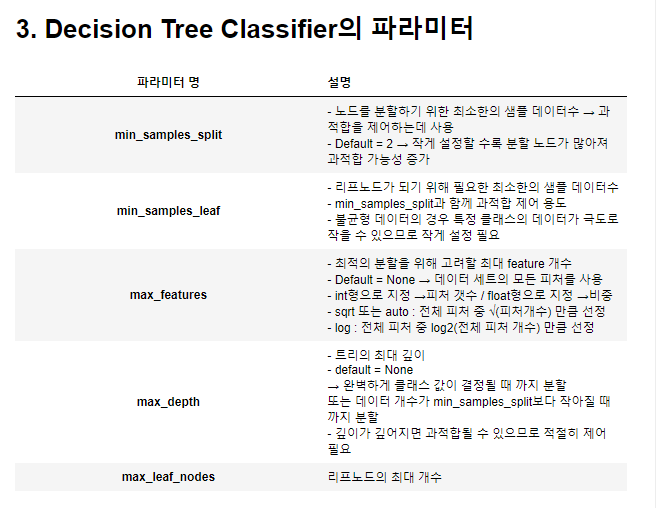 3. Decision Tree Classifier의 파라미터
파라미터 명
설명
min_samples_split
- 노드를 분할하기 위한 최소한의 샘플 데이터수 → 과
적합을 제어하는데 사용
- Default = 2 → 작게 설정할 수록 분할 노드가 많아져
과적합 가능성 증가
min_samples_leaf
- 리프노드가 되기 위해 필요한 최소한의 샘플 데이터수
- min_samples_split과 함께 과적합 제어 용도
- 불균형 데이터의 경우 특정 클래스의 데이터가 극도로
작을 수 있으므로 작게 설정 필요
max_features
- 최적의 분할을 위해 고려할 최대 feature 개수
- Default = None → 데이터 세트의 모든 피처를 사용
- int형으로 지정 →피처 갯수 / float형으로 지정 →비중
- sqrt 또는 auto : 전체 피처 중 √(피처개수) 만큼 선정
- log : 전체 피처 중 log2(전체 피처 개수) 만큼 선정
max_depth
- 트리의 최대 깊이
- default = None
→ 완벽하게 클래스 값이 결정될 때 까지 분할
또는 데이터 개수가 min_samples_split보다 작아질 때
까지 분할
- 깊이가 깊어지면 과적합될 수 있으므로 적절히 제어
필요
max_leaf_nodes
리프노드의 최대 개수